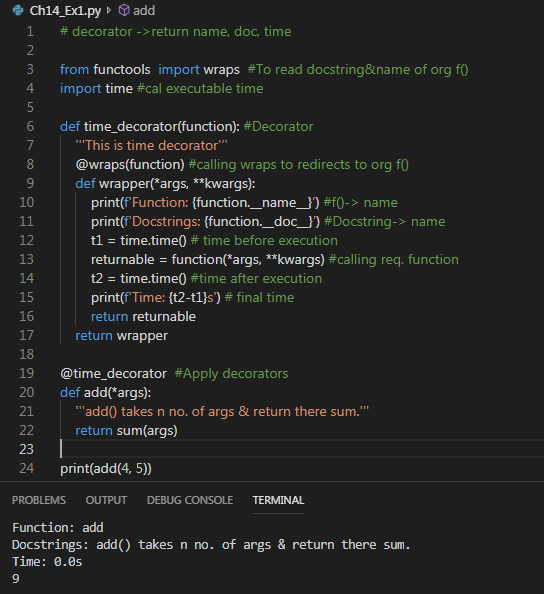 Ch14_Ex1.py › add
1 # decorator ->return name, doc, time
2
3 from functools  import wraps  #To read docstring&name of org f()
4 import time #cal executable time
5
6 def time_decorator(function): #Decorator
7     '''This is time decorator'''
8     @wraps(function) #calling wraps to redirects to org f()
9     def wrapper(*args, **kwargs):
10         print(f'Funtion: {function.__name__}') #f()-> name
11         print(f'Docstrings: {function.__doc__}') #Docstring-> name
12         t1 = time.time() # time before execution
13         returnable = function(*args, **kwargs) #calling req. function
14         t2 = time.time() #time after execution
15         print(f'Time: {t2-t1}s') # final time
16         return returnable
17     return wrapper
18
19 @time_decorator  #Apply decorators
20 def add(*args):
21     '''add() takes n no. of args & return there sum.'''
22     return sum(args)
23
24 print(add(4, 5))
PROBLEMS OUTPUT DEBUG CONSOLE TERMINAL
Function: add
Docstrings: add() takes n no. of args & return there sum.
Time: 0.0s
9